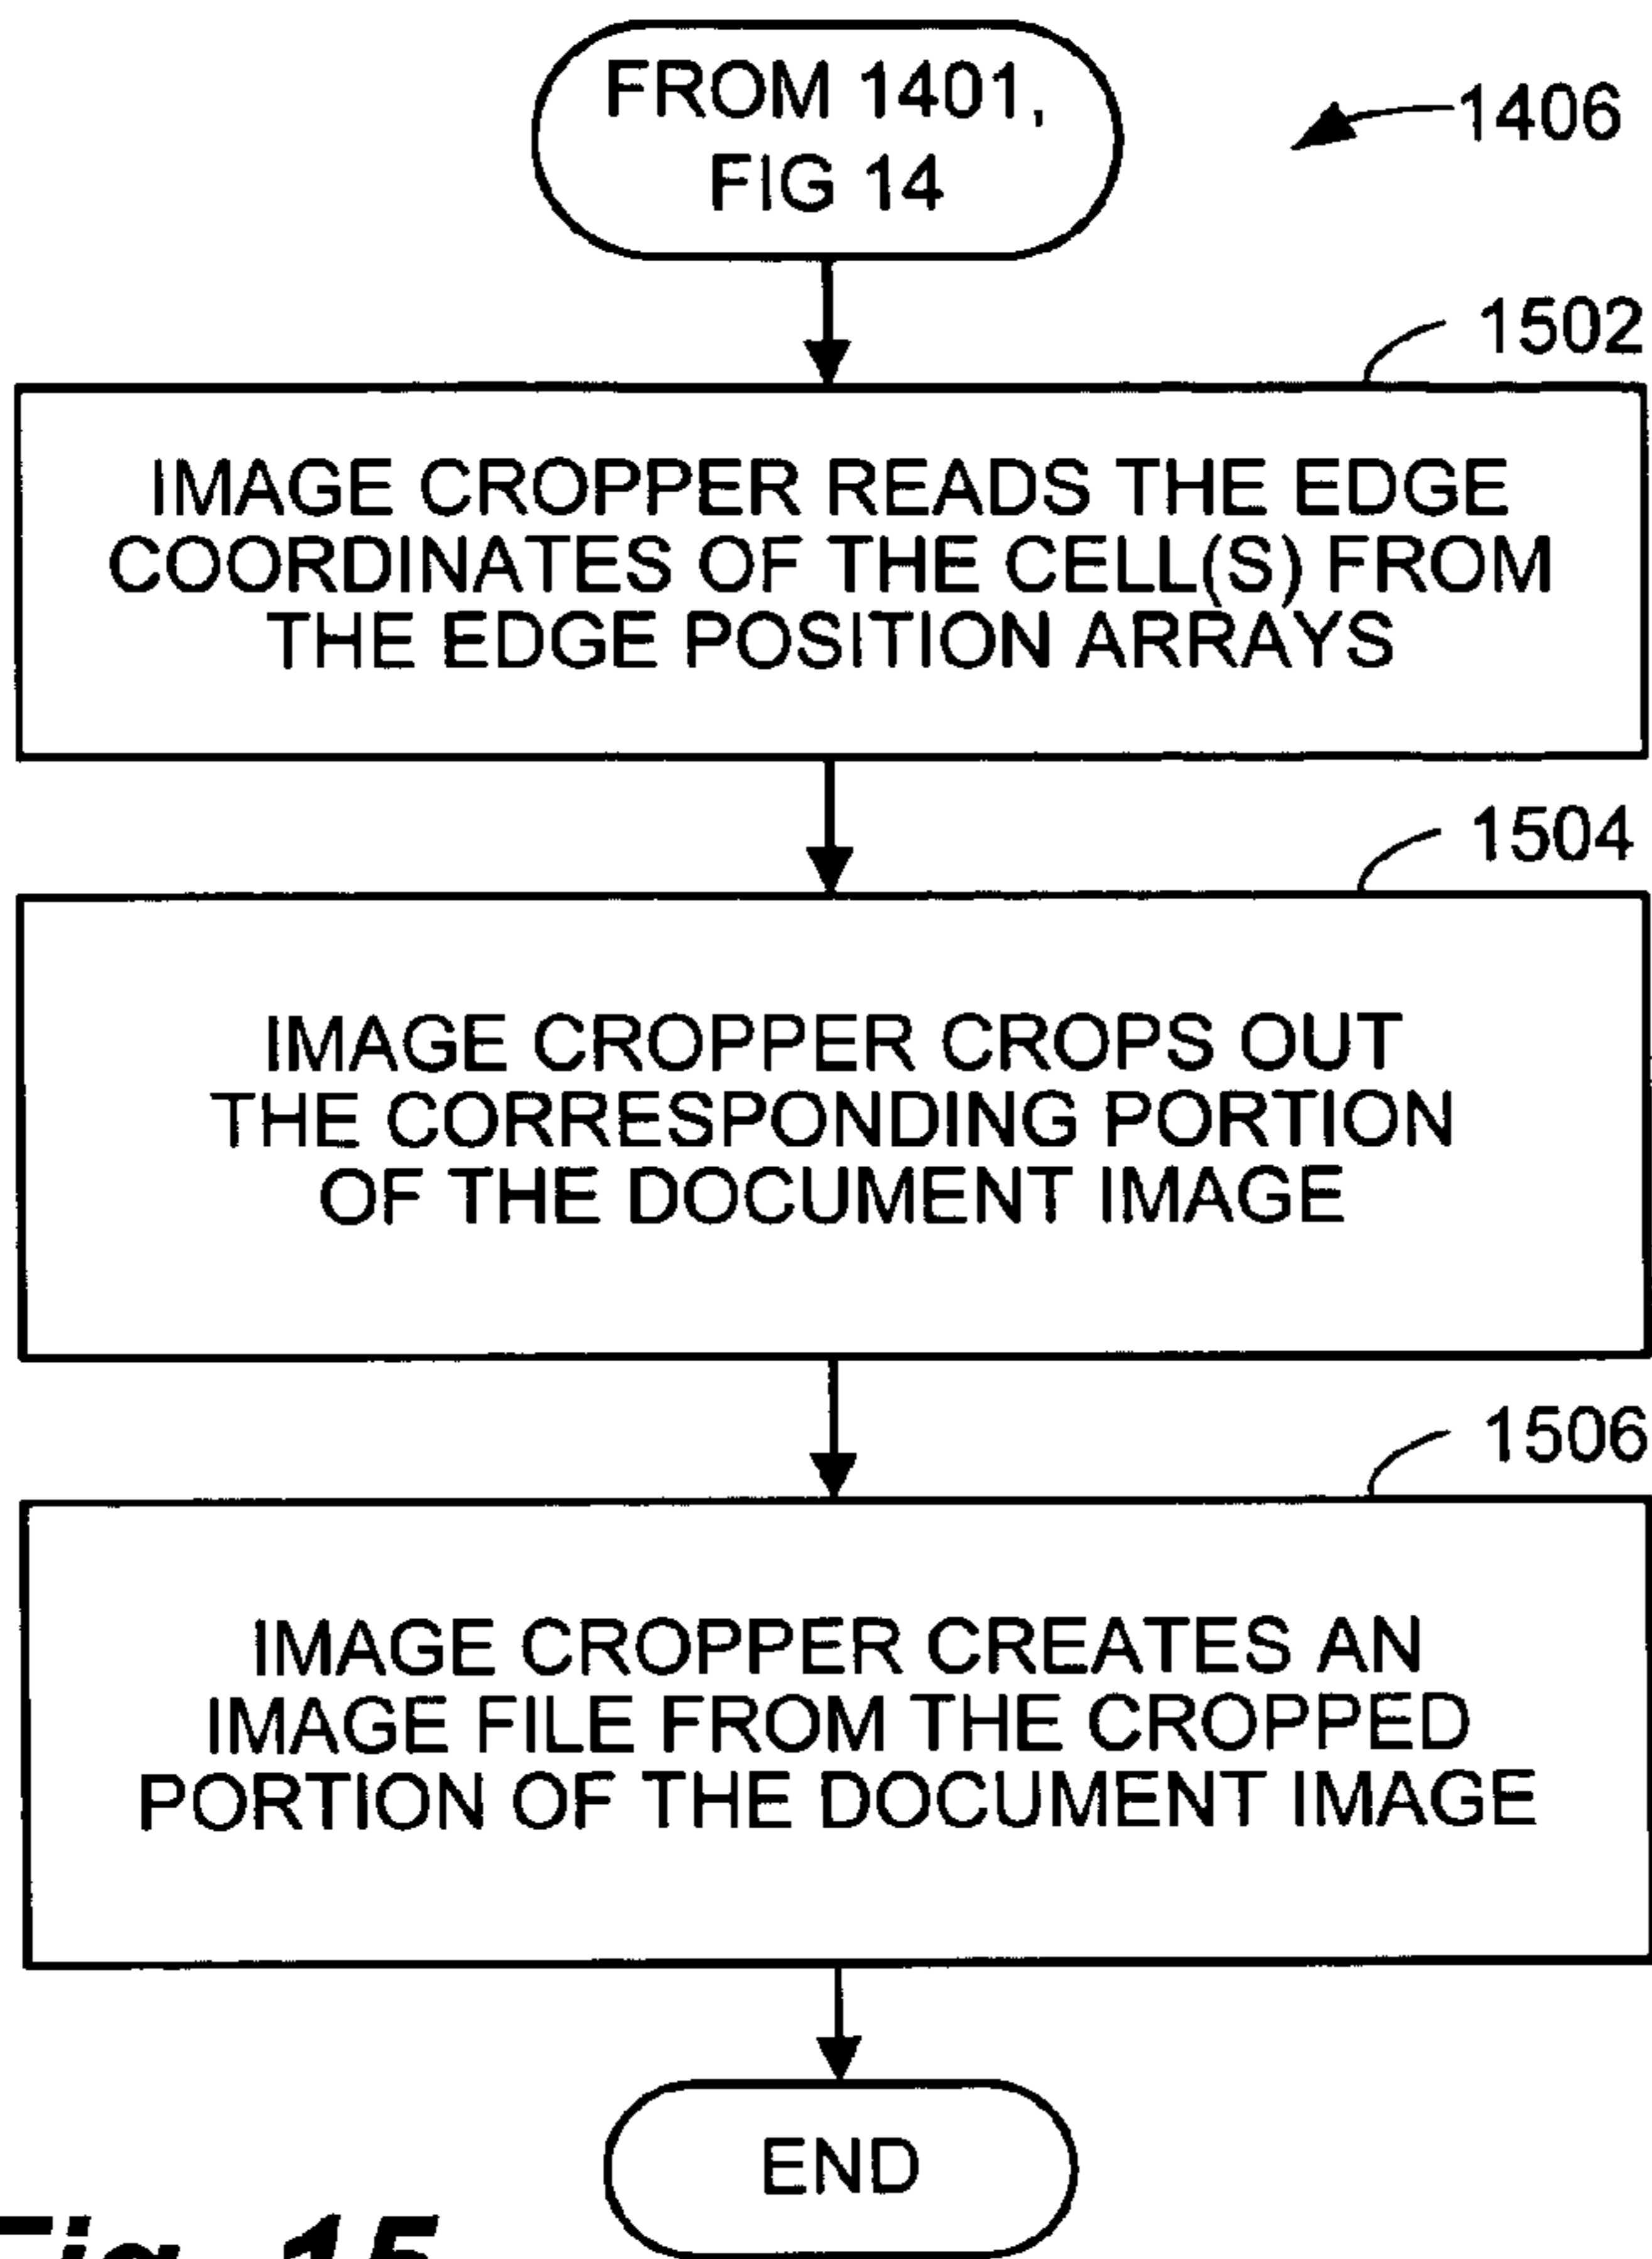 FROM 1401,
FIG 14
1406
1502
IMAGE CROPPER READS THE EDGE
COORDINATES OF THE CELL(S) FROM
THE EDGE POSITION ARRAYS
1504
IMAGE CROPPER CROPS OUT
THE CORRESPONDING PORTION
OF THE DOCUMENT IMAGE
1506
IMAGE CROPPER CREATES AN
IMAGE FILE FROM THE CROPPED
PORTION OF THE DOCUMENT IMAGE
END
Fig. 15